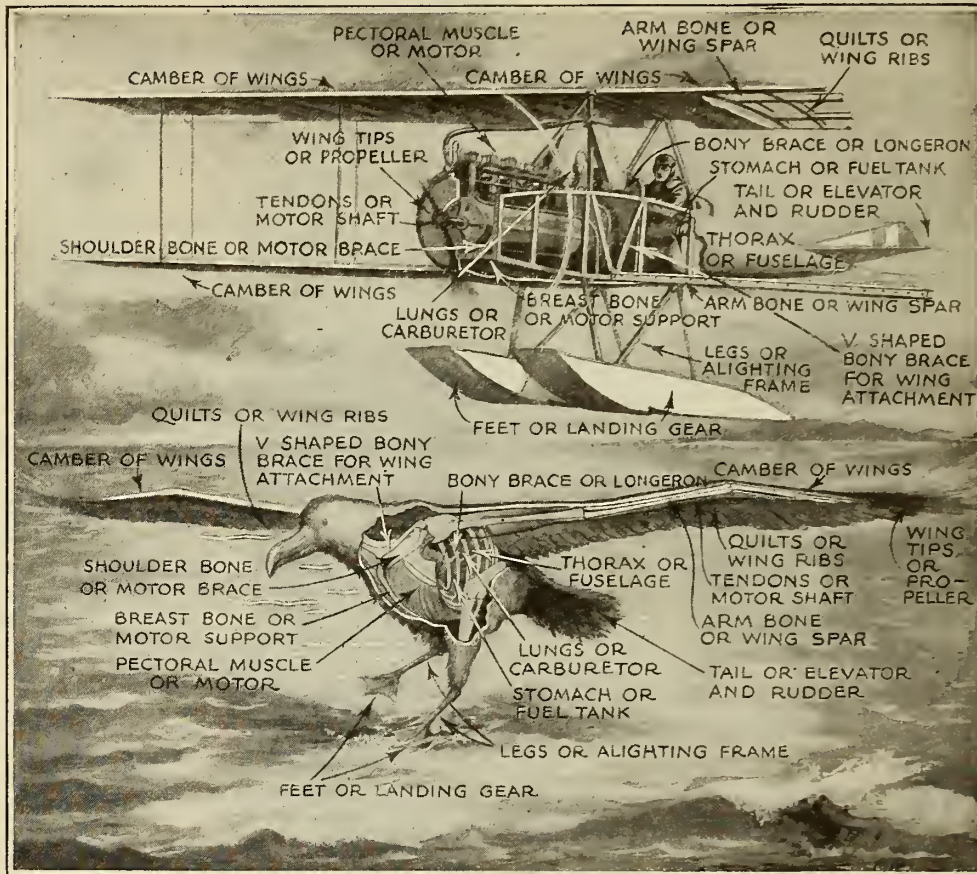 PECTORAL MUSCLE
OR MOTOR
ARM BONE OR
WING SPAR
QUILTS OR
WING RIBS
CAMBER OF WINGS
CAMBER OF WINGS
WING TIPS
OR PROPELLER
BONY BRACE OR LONGERON
STOMACH OR FUEL TANK
TAIL OR ELEVATOR
AND RUDDER
TENDONS OR
MOTOR SHAFT
SHOULDER BONE OR MOTOR BRACE
THORAX
OR FUSELAGE
CAMBER OF WINGS
LUNGS OR
CARBURETOR
BREAST BONE
OR MOTOR SUPPORT
ARM BONE OR WING SPAR
LEGS OR
ALIGHTING
FRAME
V. SHAPED
BONY BRACE
FOR WING
ATTACHMENT
FEET OR LANDING GEAR
QUILTS OR WING RIBS
V SHAPED BONY
BRACE FOR WING
ATTACHMENT
CAMBER OF WINGS
BONY BRACE OR LONGERON
CAMBER OF WINGS
SHOULDER BONE
OR MOTOR BRACE
THORAX OR
FUSELAGE
QUILTS OR
WING RIBS
TENDONS OR
MOTOR SHAFT
WING
TIPS
OR
PRO-
PELLER
BREAST BONE OR
MOTOR SUPPORT
ARM BONE
OR WING SPAR
PECTORAL MUSCLE
OR MOTOR
LUNGS OR
CARBURETOR
TAIL OR ELEVATOR
AND RUDDER
STOMACH OR
FUEL TANK
LEGS OR ALIGHTING FRAME
FEET OR LANDING GEAR